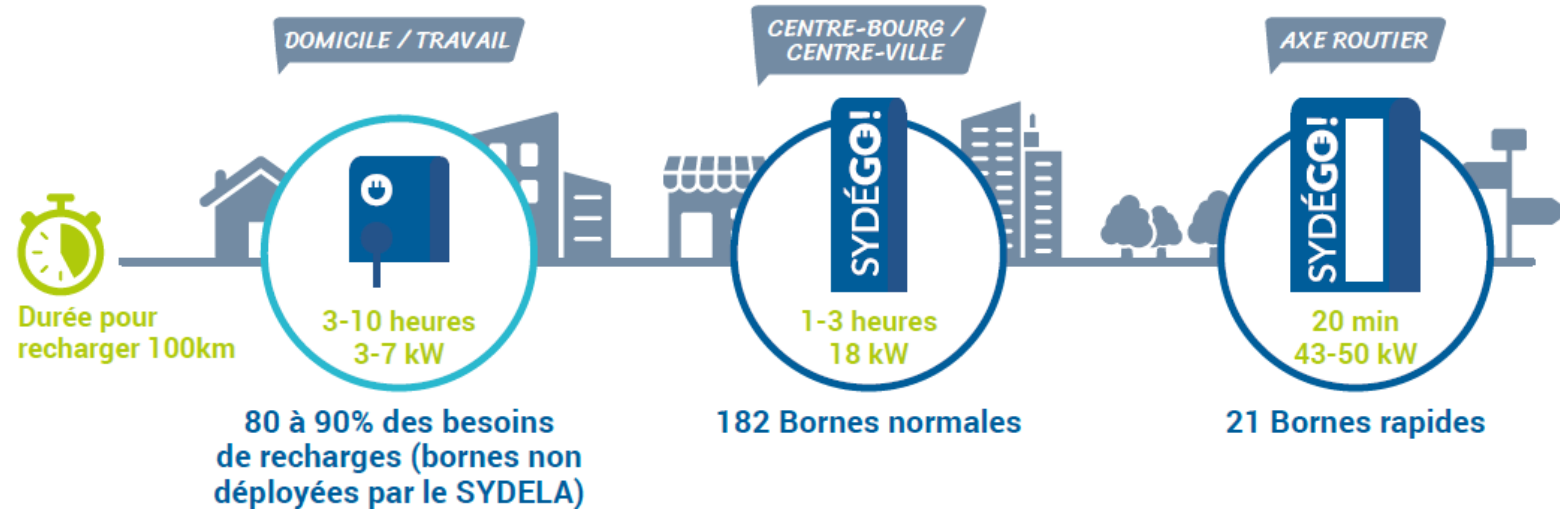 DOMICILE / TRAVAIL
CENTRE-BOURG /
CENTRE-VILLE
AXE ROUTIER
SYDÉGO!
SYDÉGO!
Durée pour
recharger 100km
3-10 heures
3-7 kW
1-3 heures
18 kW
20 min
43-50 kW
80 à 90% des besoins
de recharges (bornes non
déployées par le SYDELA)
182 Bornes normales
21 Bornes rapides